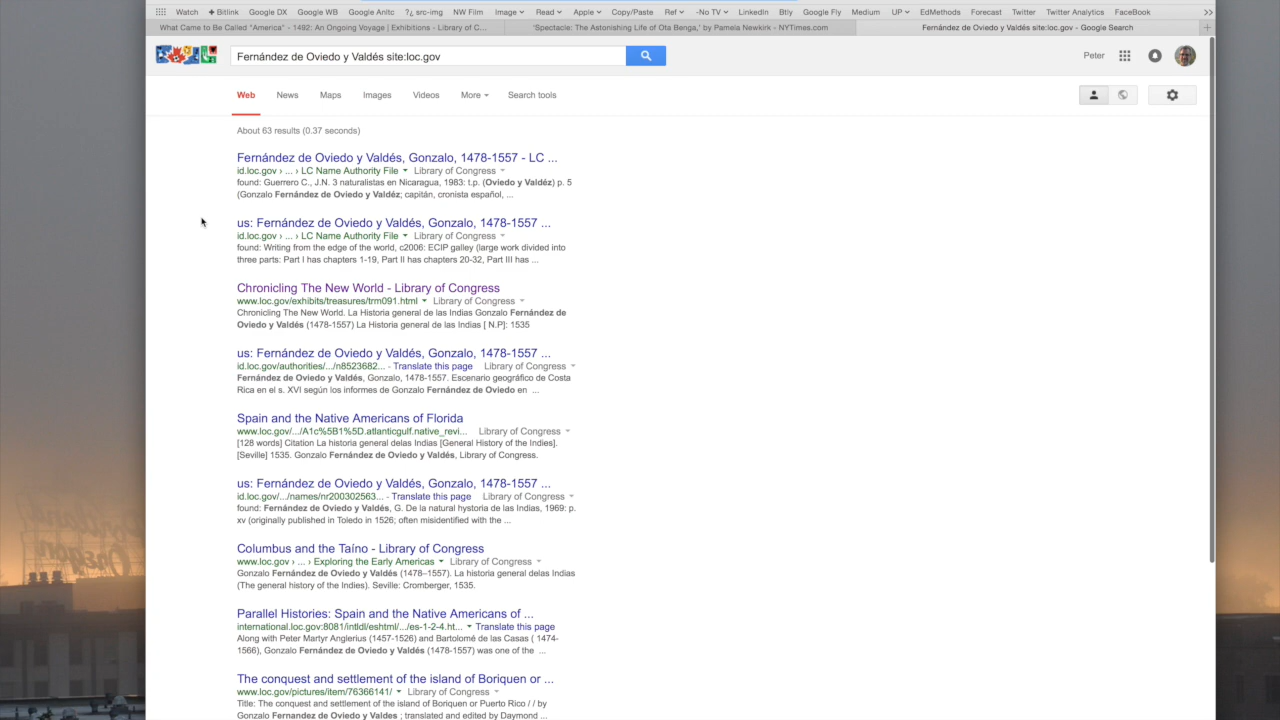 Watch ✚ Bitlink Google DX Google WB Google Anltc ?¿ src-img NW Film Image Read Apple Copy/Paste Ref -No TV LinkedIn Btly Google Fly Medium UP EdMethods Forecast Twitter Twitter Analytics FaceBook >>
What Came to Be Called "America" - 1492: An Ongoing Voyage | Exhibitions - Library of C...
'Spectacle: The Astonishing Life of Ota Benga,' by Pamela Newkirk - NYTimes.com
Fernández de Oviedo y Valdés site:loc.gov - Google Search
Fernández de Oviedo y Valdés site:loc.gov
Peter
Web News Maps Images Videos More Search tools
About 63 results (0.37 seconds)
Fernández de Oviedo y Valdés, Gonzalo, 1478-1557 - LC ...
id.loc.gov › ... › LC Name Authority File Library of Congress
found: Guerrero C., J.N. 3 naturalistas en Nicaragua, 1983: t.p. (Oviedo y Valdéz) p. 5
(Gonzalo Fernández de Oviedo y Valdéz; capitán, cronista español, ...
us: Fernández de Oviedo y Valdés, Gonzalo, 1478-1557 ...
id.loc.gov › ... › LC Name Authority File Library of Congress
found: Writing from the edge of the world, c2006: ECIP galley (large work divided into
three parts: Part I has chapters 1-19, Part II has chapters 20-32, Part III has ...
Chronicling The New World - Library of Congress
www.loc.gov/exhibits/treasures/trm091.html Library of Congress
Chronicling The New World. La Historia general de las Indias Gonzalo Fernández de
Oviedo y Valdés (1478-1557) La Historia general de las Indias [ N.P]: 1535
us: Fernández de Oviedo y Valdés, Gonzalo, 1478-1557 ...
id.loc.gov/authorities/.../n8523682... - Translate this page Library of Congress
Fernández de Oviedo y Valdés, Gonzalo, 1478-1557. Escenario geográfico de Costa
Rica en el s. XVI según los informes de Gonzalo Fernández de Oviedo en ...
Spain and the Native Americans of Florida
www.loc.gov/.../A1c%5B1%5D.atlanticgulf.native_revi... Library of Congress
[128 words] Citation La historia general delas Indias [General History of the Indies].
[Seville] 1535. Gonzalo Fernández de Oviedo y Valdés, Library of Congress.
us: Fernández de Oviedo y Valdés, Gonzalo, 1478-1557 ...
id.loc.gov/.../names/nr200302563... - Translate this page Library of Congress
found: Fernández de Oviedo y Valdés, G. De la natural hystoria de las Indias, 1969: p.
xv (originally published in Toledo in 1526; often misidentified with the ...
Columbus and the Taíno - Library of Congress
www.loc.gov › ... › Exploring the Early Americas Library of Congress
Gonzalo Fernández de Oviedo y Valdés (1478–1557). La historia general delas Indias
(The general history of the Indies). Seville: Cromberger, 1535.
Parallel Histories: Spain and the Native Americans of ...
international.loc.gov:8081/intldl/eshtml/.../es-1-2-4.ht... Translate this page
Along with Peter Martyr Anglerius (1457-1526) and Bartolomé de las Casas ( 1474-
1566), Gonzalo Fernández de Oviedo y Valdés (1478-1557) was one of the ...
The conquest and settlement of the island of Boriquen or ...
www.loc.gov/pictures/item/76366141/ Library of Congress
Title: The conquest and settlement of the island of Boriquen or Puerto Rico / / by
Gonzalo Fernandez de Oviedo y Valdes ; translated and edited by Daymond ...